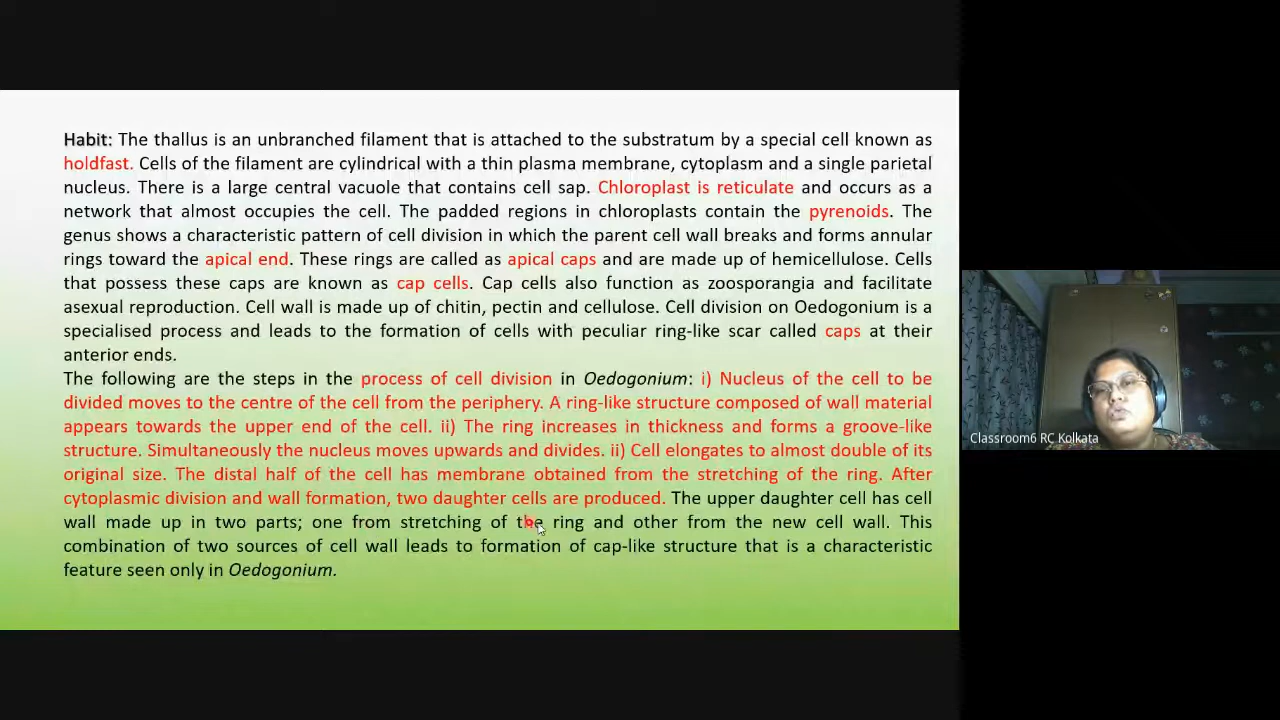 Habit: The thallus is an unbranched filament that is attached to the substratum by a special cell known as
holdfast. Cells of the filament are cylindrical with a thin plasma membrane, cytoplasm and a single parietal
nucleus. There is a large central vacuole that contains cell sap. Chloroplast is reticulate and occurs as a
network that almost occupies the cell. The padded regions in chloroplasts contain the pyrenoids. The
genus shows a characteristic pattern of cell division in which the parent cell wall breaks and forms annular
rings toward the apical end. These rings are called as apical caps and are made up of hemicellulose. Cells
that possess these caps are known as cap cells. Cap cells also function as zoosporangia and facilitate
asexual reproduction. Cell wall is made up of chitin, pectin and cellulose. Cell division on Oedogonium is a
specialised process and leads to the formation of cells with peculiar ring-like scar called caps at their
anterior ends.
The following are the steps in the process of cell division in Oedogonium: i) Nucleus of the cell to be
divided moves to the centre of the cell from the periphery. A ring-like structure composed of wall material
appears towards the upper end of the cell. ii) The ring increases in thickness and forms a groove-like
structure. Simultaneously the nucleus moves upwards and divides. ii) Cell elongates to almost double of its
original size. The distal half of the cell has membrane obtained from the stretching of the ring. After
cytoplasmic division and wall formation, two daughter cells are produced. The upper daughter cell has cell
wall made up in two parts; one from stretching of the ring and other from the new cell wall. This
combination of two sources of cell wall leads to formation of cap-like structure that is a characteristic
feature seen only in Oedogonium.
Classroom6 RC Kolkata